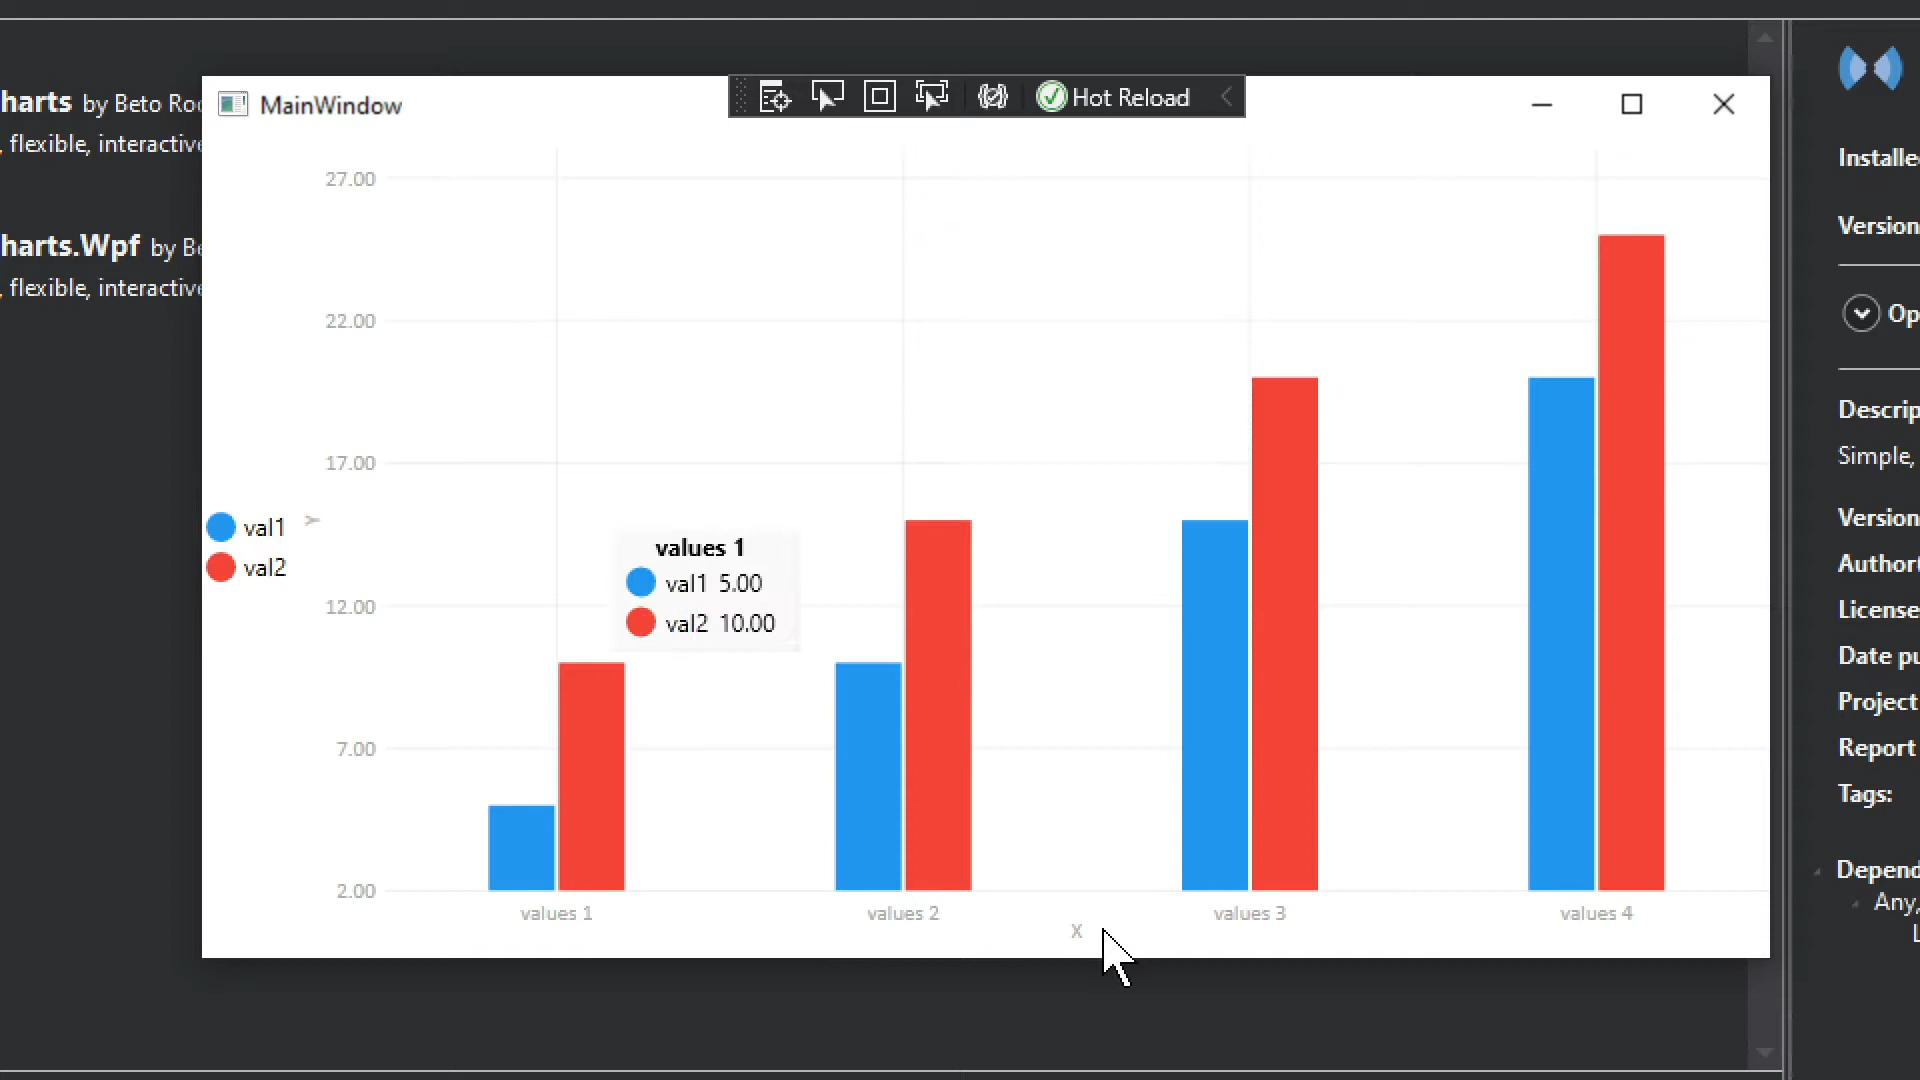 harts by Beto Roc
, flexible, interactive
harts.Wpf by Be
, flexible, interactive
MainWindow
Hot Reload
27.00
22.00
17.00
12.00
7.00
2.00
Y
val1
val2
values 1
val1 5.00
val2 10.00
values 1
values 2
values 3
values 4
X
Installe
Version
Op
Descrip
Simple,
Version
Author(
License
Date pu
Project
Report
Tags:
Depend
Any,
L